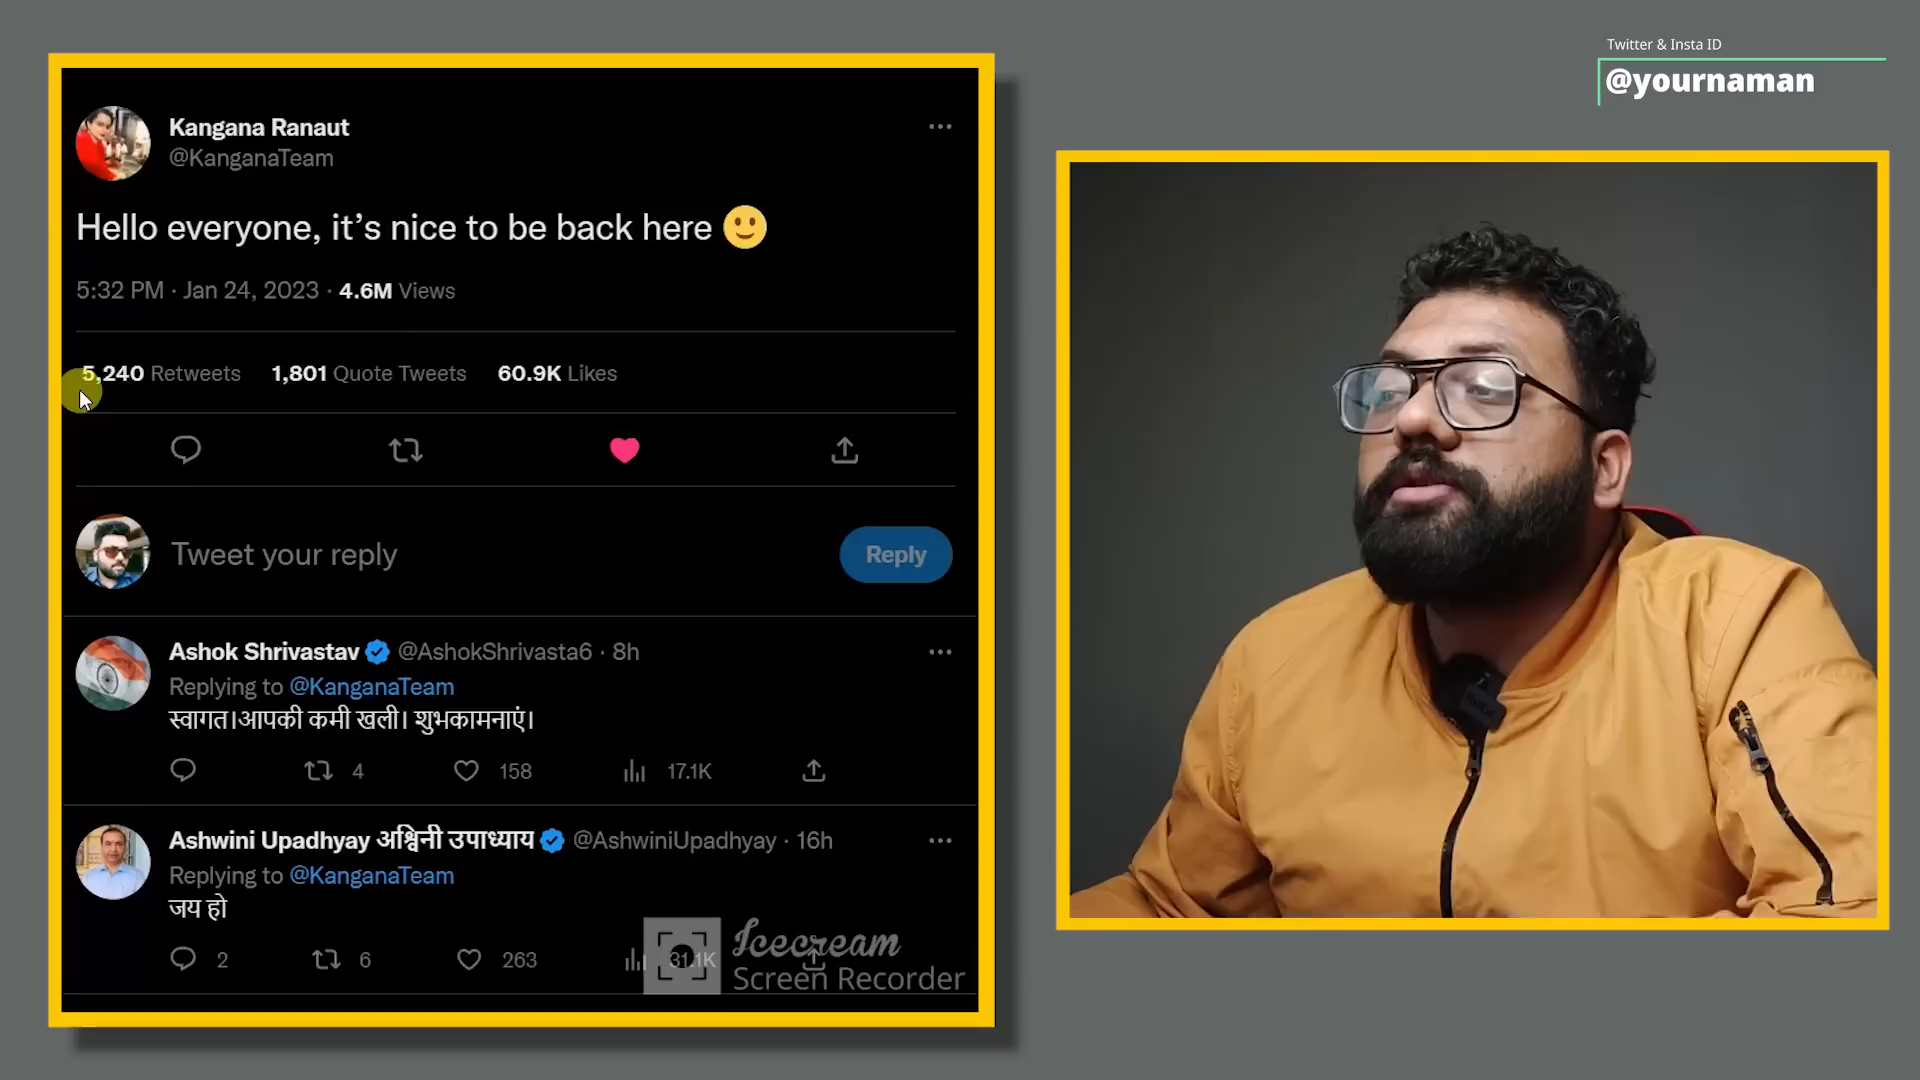 Twitter & Insta ID
@yournaman
Kangana Ranaut
@KanganaTeam
Hello everyone, it’s nice to be back here 🙂
5:32 PM · Jan 24, 2023 · 4.6M Views
5,240 Retweets 1,801 Quote Tweets 60.9K Likes
Tweet your reply
Reply
Ashok Shrivastav @AshokShrivasta6 · 8h
Replying to @KanganaTeam
स्वागत।आपकी कमी खली। शुभकामनाएं।
4 158 17.1K
Ashwini Upadhyay अश्विनी उपाध्याय @AshwiniUpadhyay · 16h
Replying to @KanganaTeam
जय हो
2 6 263 31.1K
Icecream
Screen Recorder